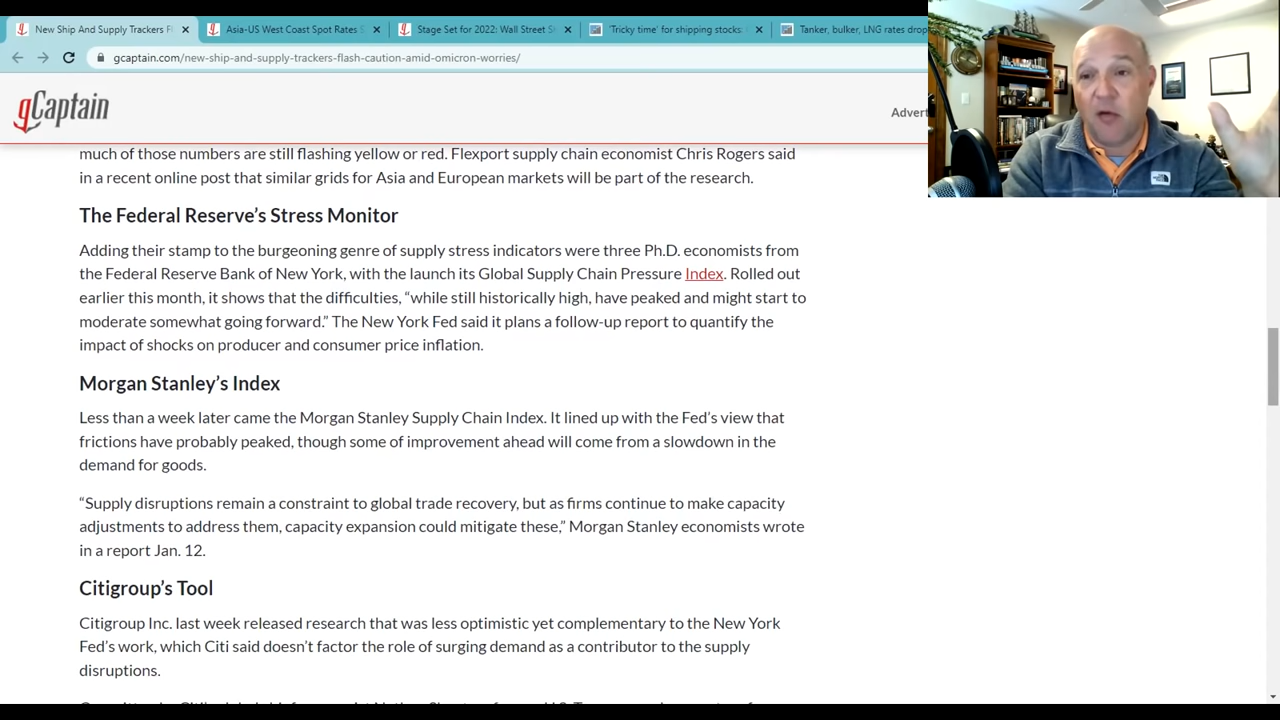 New Ship And Supply Trackers F
Asia-US West Coast Spot Rates S
Stage Set for 2022: Wall Street S
'Tricky time' for shipping stocks:
Tanker, bulker, LNG rates drop
gcaptain.com/new-ship-and-supply-trackers-flash-caution-amid-omicron-worries/
gCaptain
Advert
much of those numbers are still flashing yellow or red. Flexport supply chain economist Chris Rogers said
in a recent online post that similar grids for Asia and European markets will be part of the research.
The Federal Reserve’s Stress Monitor
Adding their stamp to the burgeoning genre of supply stress indicators were three Ph.D. economists from
the Federal Reserve Bank of New York, with the launch its Global Supply Chain Pressure Index. Rolled out
earlier this month, it shows that the difficulties, “while still historically high, have peaked and might start to
moderate somewhat going forward.” The New York Fed said it plans a follow-up report to quantify the
impact of shocks on producer and consumer price inflation.
Morgan Stanley’s Index
Less than a week later came the Morgan Stanley Supply Chain Index. It lined up with the Fed’s view that
frictions have probably peaked, though some of improvement ahead will come from a slowdown in the
demand for goods.
“Supply disruptions remain a constraint to global trade recovery, but as firms continue to make capacity
adjustments to address them, capacity expansion could mitigate these,” Morgan Stanley economists wrote
in a report Jan. 12.
Citigroup’s Tool
Citigroup Inc. last week released research that was less optimistic yet complementary to the New York
Fed’s work, which Citi said doesn’t factor the role of surging demand as a contributor to the supply
disruptions.